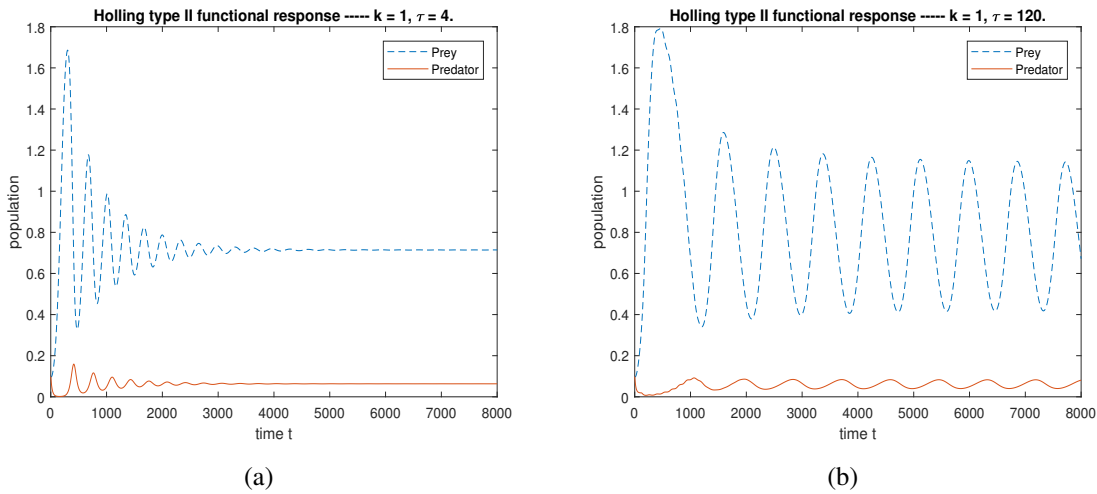 Holling type II functional response ----- k = 1, τ = 4.
Prey
Predator
population
1.8
1.6
1.4
1.2
1
0.8
0.6
0.4
0.2
0
0 1000 2000 3000 4000 5000 6000 7000 8000
time t
(a)
Holling type II functional response ----- k = 1, τ = 120.
Prey
Predator
population
1.8
1.6
1.4
1.2
1
0.8
0.6
0.4
0.2
0
0 1000 2000 3000 4000 5000 6000 7000 8000
time t
(b)